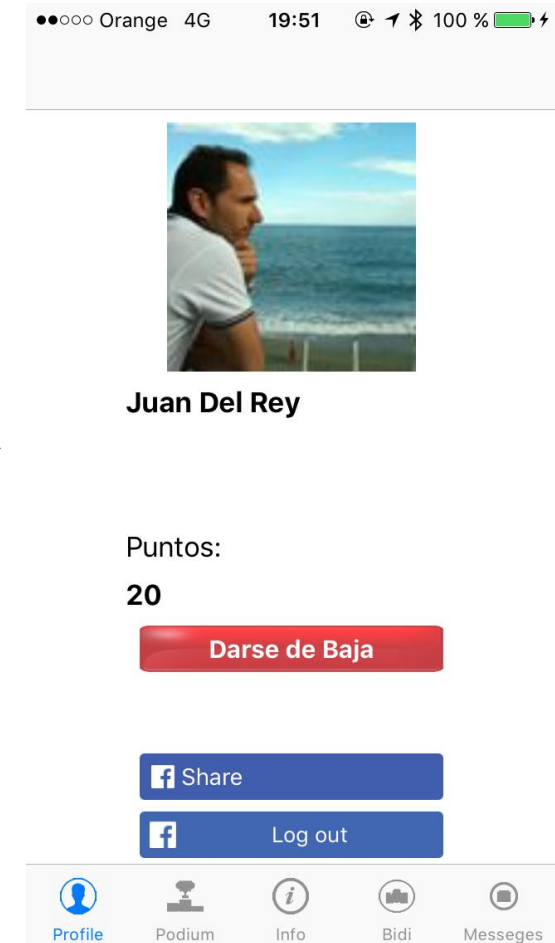 Orange 4G 19:51 100 %
Juan Del Rey
Puntos:
20
Darse de Baja
Share
Log out
Profile Podium Info Bidi Messeges